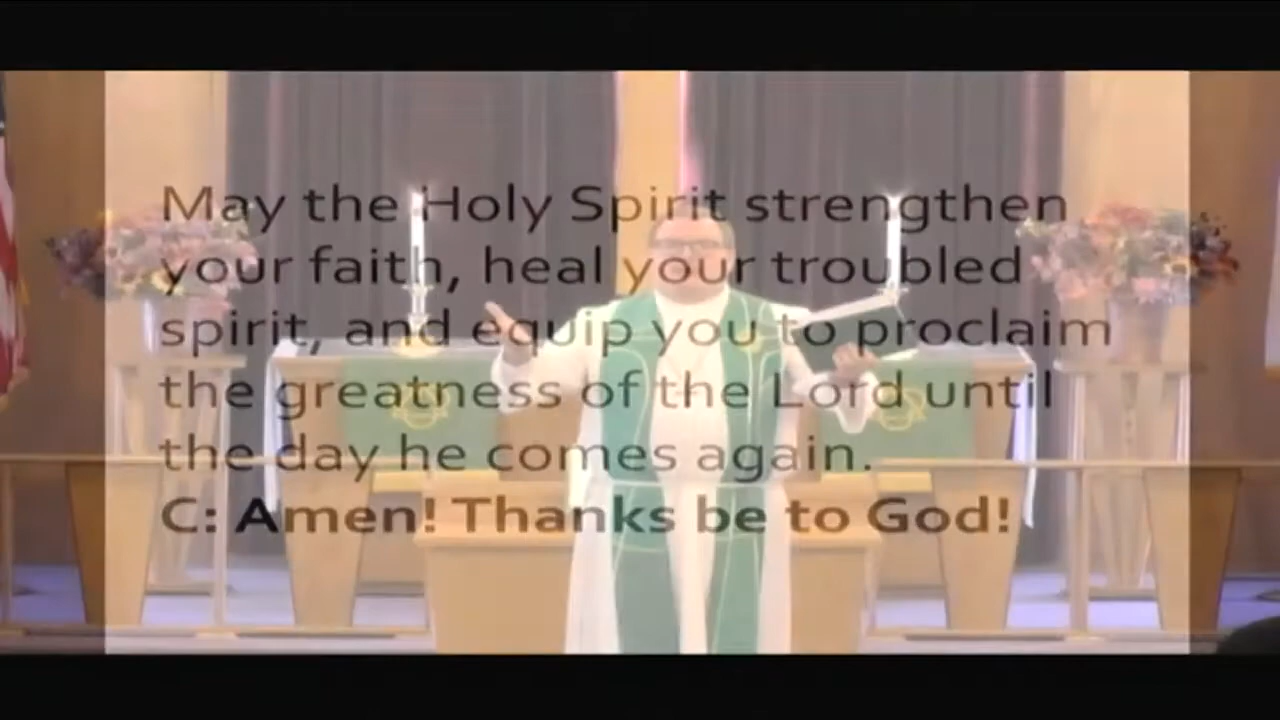 May the Holy Spirit strengthen
your faith, heal your troubled
spirit, and equip you to proclaim
the greatness of the Lord until
the day he comes again.
C: Amen! Thanks be to God!